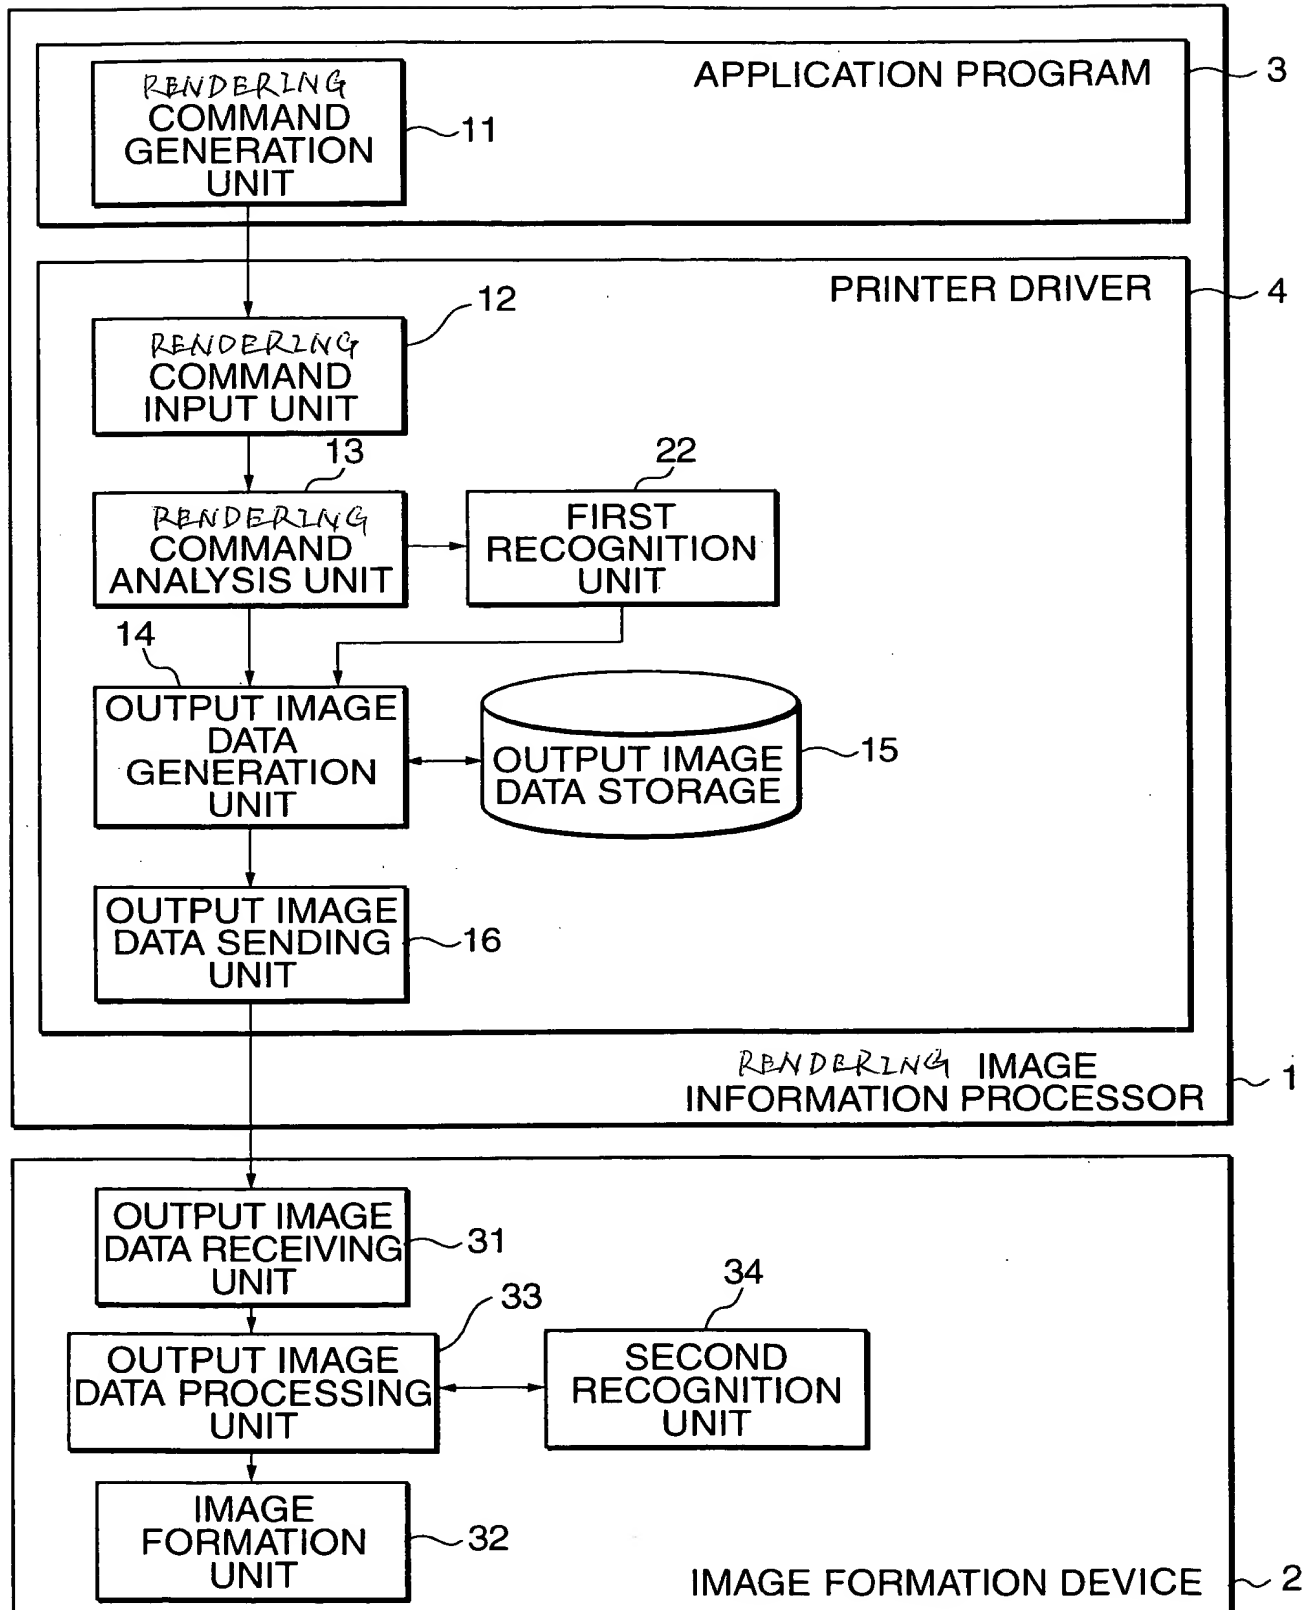 APPLICATION PROGRAM
3
RENDERING
COMMAND
GENERATION
UNIT
11
PRINTER DRIVER
4
12
RENDERING
COMMAND
INPUT UNIT
13
22
RENDERING
COMMAND
ANALYSIS UNIT
FIRST
RECOGNITION
UNIT
14
OUTPUT IMAGE
DATA
GENERATION
UNIT
OUTPUT IMAGE
DATA STORAGE
15
OUTPUT IMAGE
DATA SENDING
UNIT
16
RENDERING IMAGE
INFORMATION PROCESSOR
1
OUTPUT IMAGE
DATA RECEIVING
UNIT
31
33
34
OUTPUT IMAGE
DATA PROCESSING
UNIT
SECOND
RECOGNITION
UNIT
IMAGE
FORMATION
UNIT
32
IMAGE FORMATION DEVICE
2